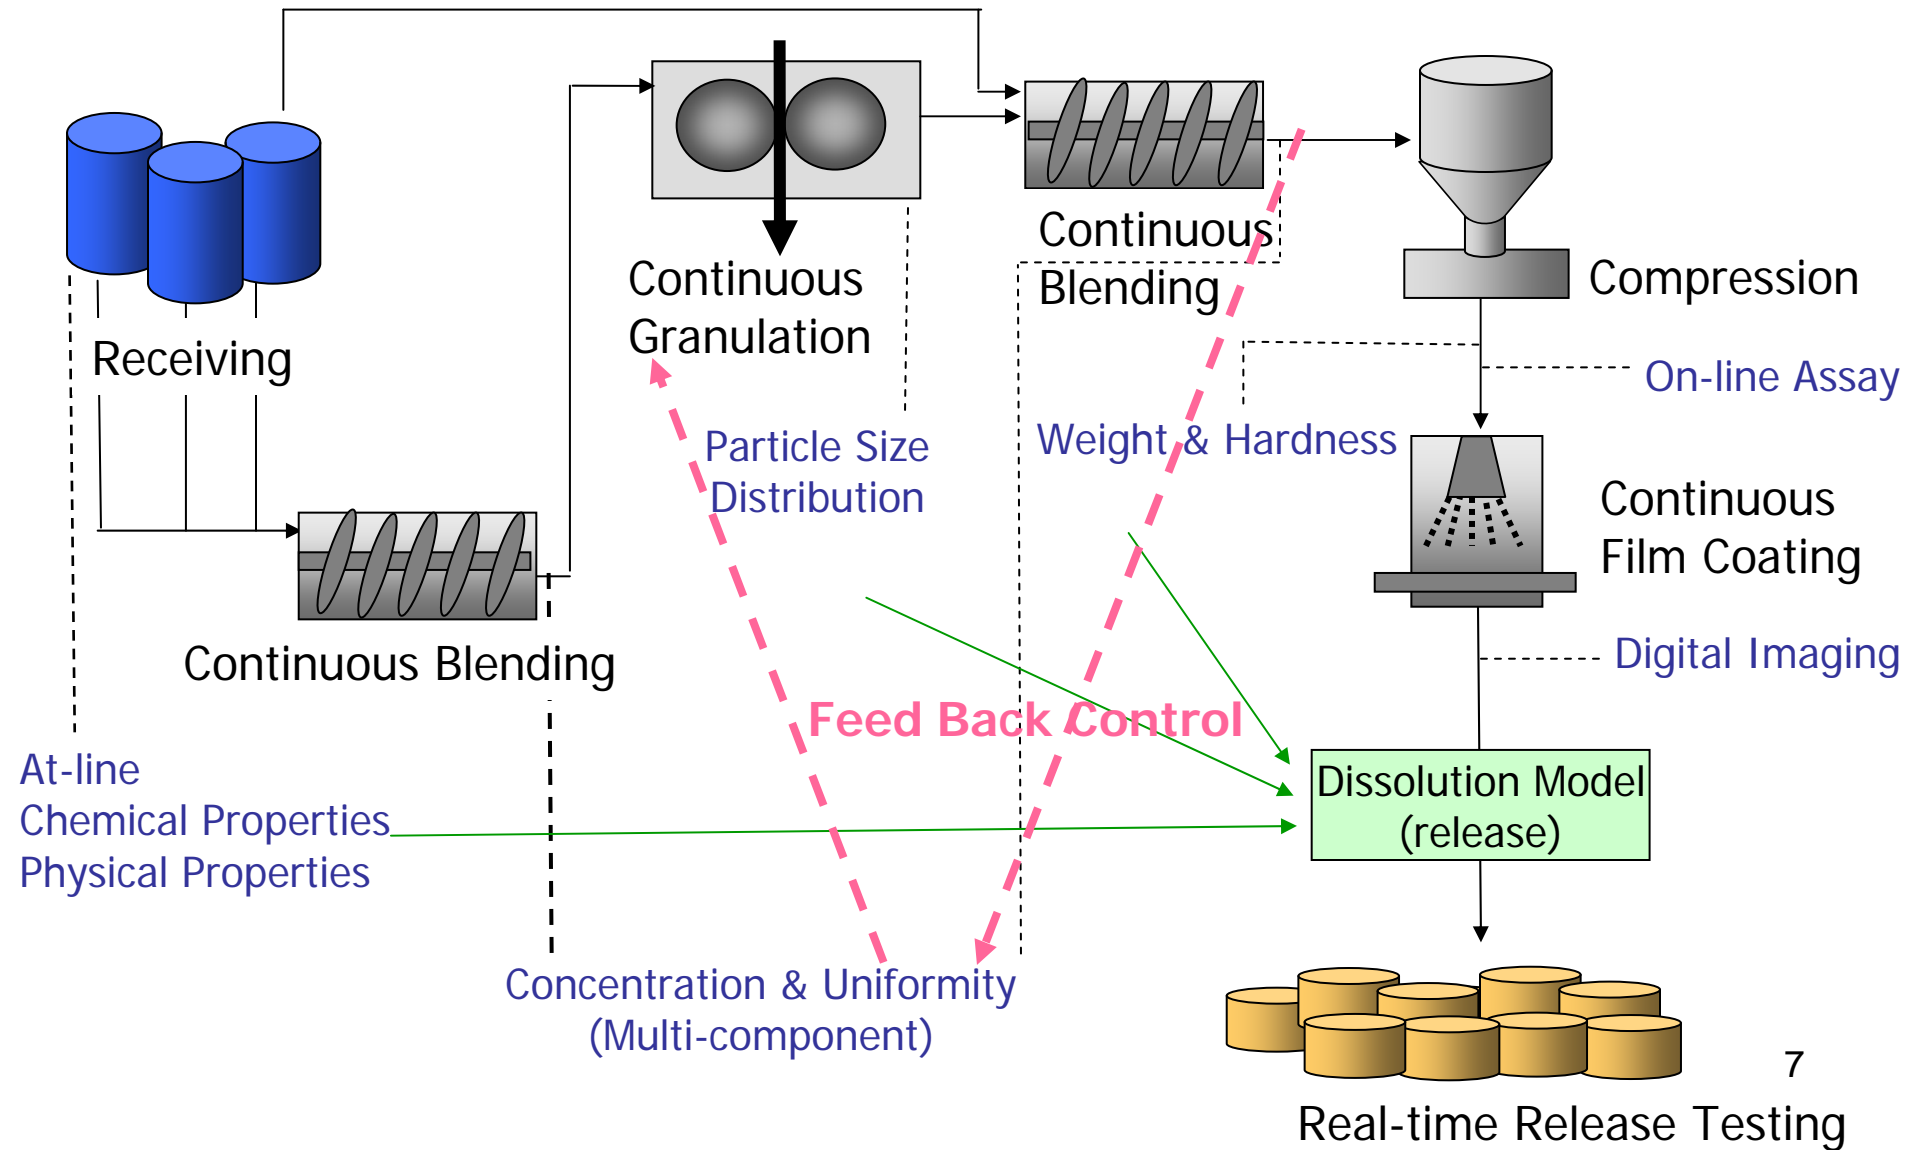 Receiving
Continuous
Granulation
Continuous
Blending
Compression
On-line Assay
Particle Size
Distribution
Weight & Hardness
Continuous
Film Coating
Continuous Blending
Digital Imaging
Feed Back Control
At-line
Chemical Properties
Physical Properties
Dissolution Model
(release)
Concentration & Uniformity
(Multi-component)
7
Real-time Release Testing